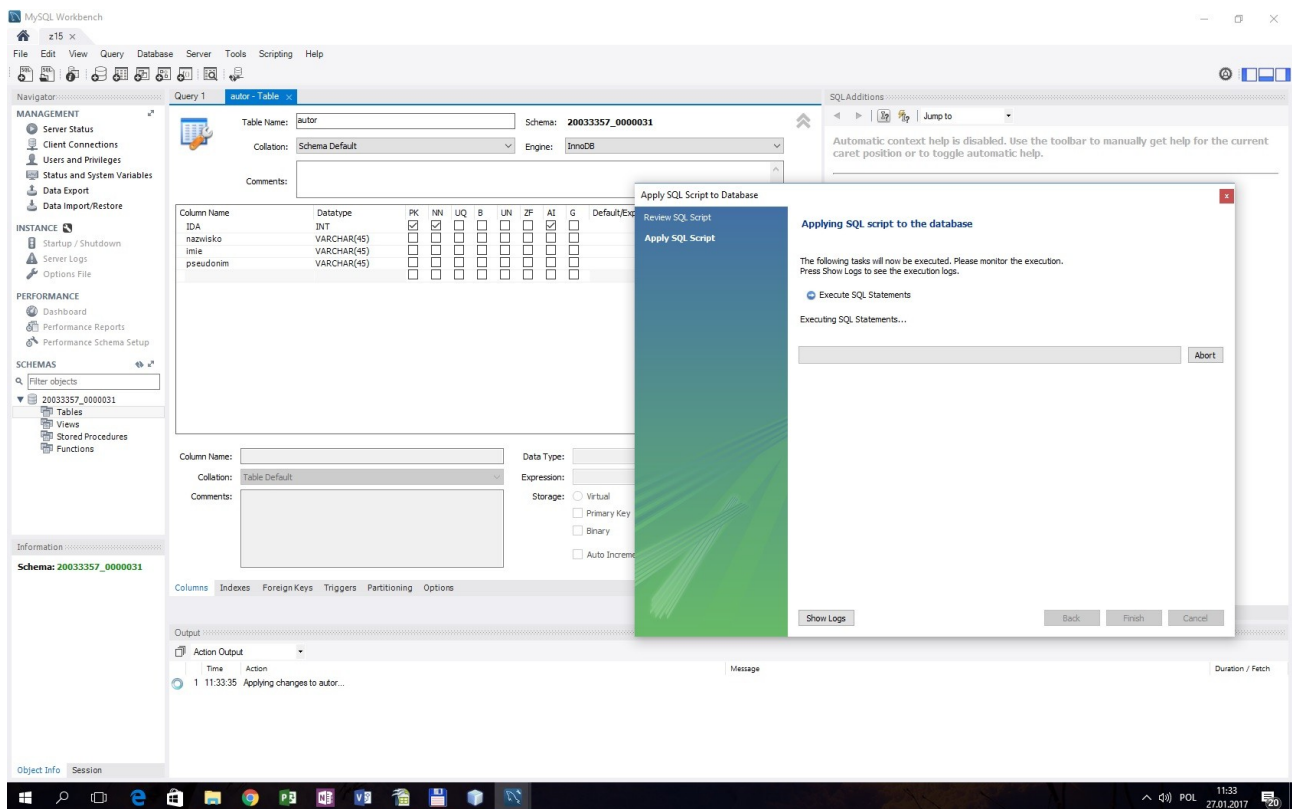 MySQL Workbench
z15 ×
File Edit View Query Database Server Tools Scripting Help
Navigator
MANAGEMENT
Server Status
Client Connections
Users and Privileges
Status and System Variables
Data Export
Data Import/Restore
INSTANCE
Startup / Shutdown
Server Logs
Options File
PERFORMANCE
Dashboard
Performance Reports
Performance Schema Setup
SCHEMAS
Filter objects
20033357_0000031
Tables
Views
Stored Procedures
Functions
Information
Schema: 20033357_0000031
Object Info Session
Query 1 autor - Table ×
Table Name: autor Schema: 20033357_0000031
Collation: Schema Default Engine: InnoDB
Comments:
Column Name Datatype PK NN UQ B UN ZF AI G Default/Exp
IDA INT
nazwisko VARCHAR(45)
imie VARCHAR(45)
pseudonim VARCHAR(45)
Column Name: Data Type:
Collation: Table Default Expression:
Comments: Storage: Virtual
Primary Key
Binary
Auto Increme
Columns Indexes Foreign Keys Triggers Partitioning Options
Output
Action Output
Time Action Message Duration / Fetch
1 11:33:35 Applying changes to autor...
SQLAdditions
Jump to
Automatic context help is disabled. Use the toolbar to manually get help for the current
caret position or to toggle automatic help.
Apply SQL Script to Database
Review SQL Script
Apply SQL Script
Applying SQL script to the database
The following tasks will now be executed. Please monitor the execution.
Press Show Logs to see the execution logs.
Execute SQL Statements
Executing SQL Statements...
Abort
Show Logs Back Finish Cancel
POL 11:33
27.01.2017 20